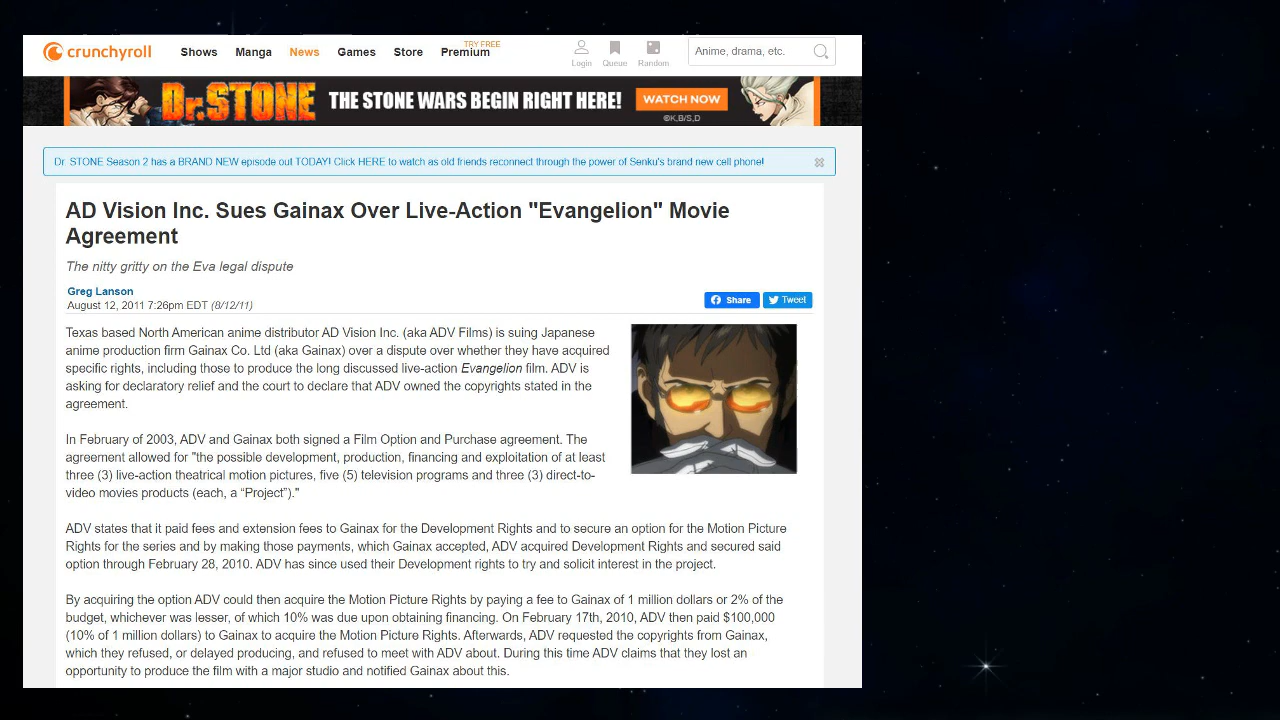 crunchyroll Shows Manga News Games Store Premium TRY FREE Login Queue Random Anime, drama, etc.
Dr.STONE THE STONE WARS BEGIN RIGHT HERE! WATCH NOW
©K,B/S,D
Dr. STONE Season 2 has a BRAND NEW episode out TODAY! Click HERE to watch as old friends reconnect through the power of Senku's brand new cell phone!
AD Vision Inc. Sues Gainax Over Live-Action "Evangelion" Movie
Agreement
The nitty gritty on the Eva legal dispute
Greg Lanson
August 12, 2011 7:26pm EDT (8/12/11)
Share Tweet
Texas based North American anime distributor AD Vision Inc. (aka ADV Films) is suing Japanese
anime production firm Gainax Co. Ltd (aka Gainax) over a dispute over whether they have acquired
specific rights, including those to produce the long discussed live-action Evangelion film. ADV is
asking for declaratory relief and the court to declare that ADV owned the copyrights stated in the
agreement.
In February of 2003, ADV and Gainax both signed a Film Option and Purchase agreement. The
agreement allowed for "the possible development, production, financing and exploitation of at least
three (3) live-action theatrical motion pictures, five (5) television programs and three (3) direct-to-
video movies products (each, a “Project”)."
ADV states that it paid fees and extension fees to Gainax for the Development Rights and to secure an option for the Motion Picture
Rights for the series and by making those payments, which Gainax accepted, ADV acquired Development Rights and secured said
option through February 28, 2010. ADV has since used their Development rights to try and solicit interest in the project.
By acquiring the option ADV could then acquire the Motion Picture Rights by paying a fee to Gainax of 1 million dollars or 2% of the
budget, whichever was lesser, of which 10% was due upon obtaining financing. On February 17th, 2010, ADV then paid $100,000
(10% of 1 million dollars) to Gainax to acquire the Motion Picture Rights. Afterwards, ADV requested the copyrights from Gainax,
which they refused, or delayed producing, and refused to meet with ADV about. During this time ADV claims that they lost an
opportunity to produce the film with a major studio and notified Gainax about this.